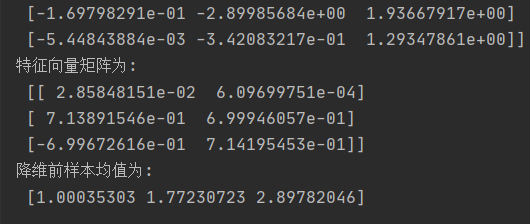 [-1.69798291e-01 -2.89985684e+00  1.93667917e+00]
[-5.44843884e-03 -3.42083217e-01  1.29347861e+00]]
特征向量矩阵为:
[[ 2.85848151e-02  6.09699751e-04]
[ 7.13891546e-01  6.99946057e-01]
[-6.99672616e-01  7.14195453e-01]]
降维前样本均值为:
[1.00035303 1.77230723 2.89782046]